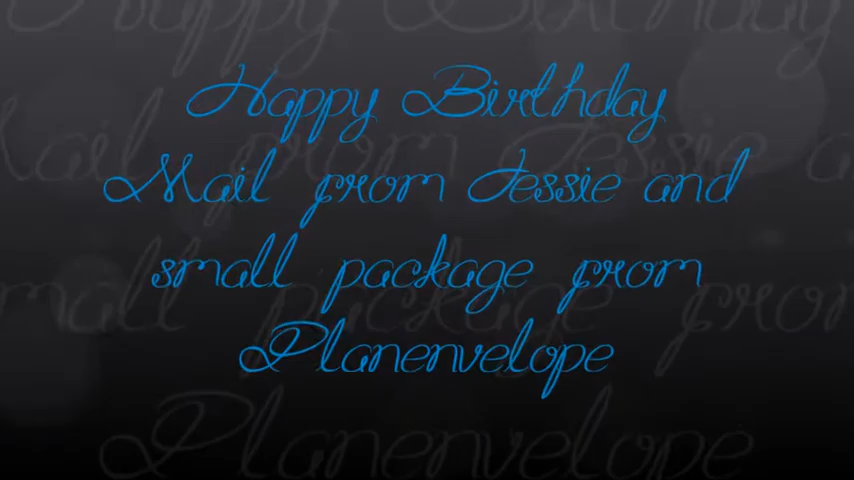 Happy Birthday
Mail from Jessie and
small package from
Planenvelope